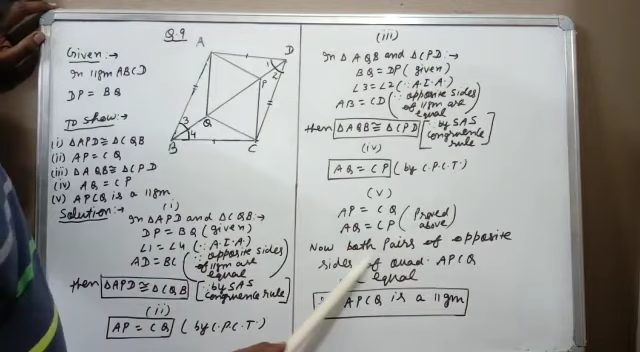 Q.9
Given :→
In ||gm ABCD
DP = BQ
To show :→
(i) ΔAPD ≅ ΔCQB
(ii) AP = CQ
(iii) ΔAQB ≅ ΔCPD
(iv) AQ = CP
(v) APCQ is a ||gm
Solution :→
A
D
1
2
P
Q
3
4
B
C
(i)
In ΔAPD and ΔCQB :→
DP = BQ (given)
∠1 = ∠4 (∵ A.I.A)
AD = BC (∵ opposite sides of ||gm are equal)
then ΔAPD ≅ ΔCQB [∵ by SAS congruence rule]
(ii)
AP = CQ (by C.P.C.T.)
(iii)
In ΔAQB and ΔCPD :→
BQ = DP (given)
∠3 = ∠2 (∵ A.I.A)
AB = CD (∵ opposite sides of ||gm are equal)
then ΔAQB ≅ ΔCPD [∵ by SAS congruence rule]
(iv)
AQ = CP (by C.P.C.T.)
(v)
AP = CQ
AQ = CP (Proved above)
Now both pairs of opposite
sides of quad. APCQ
equal
APCQ is a ||gm